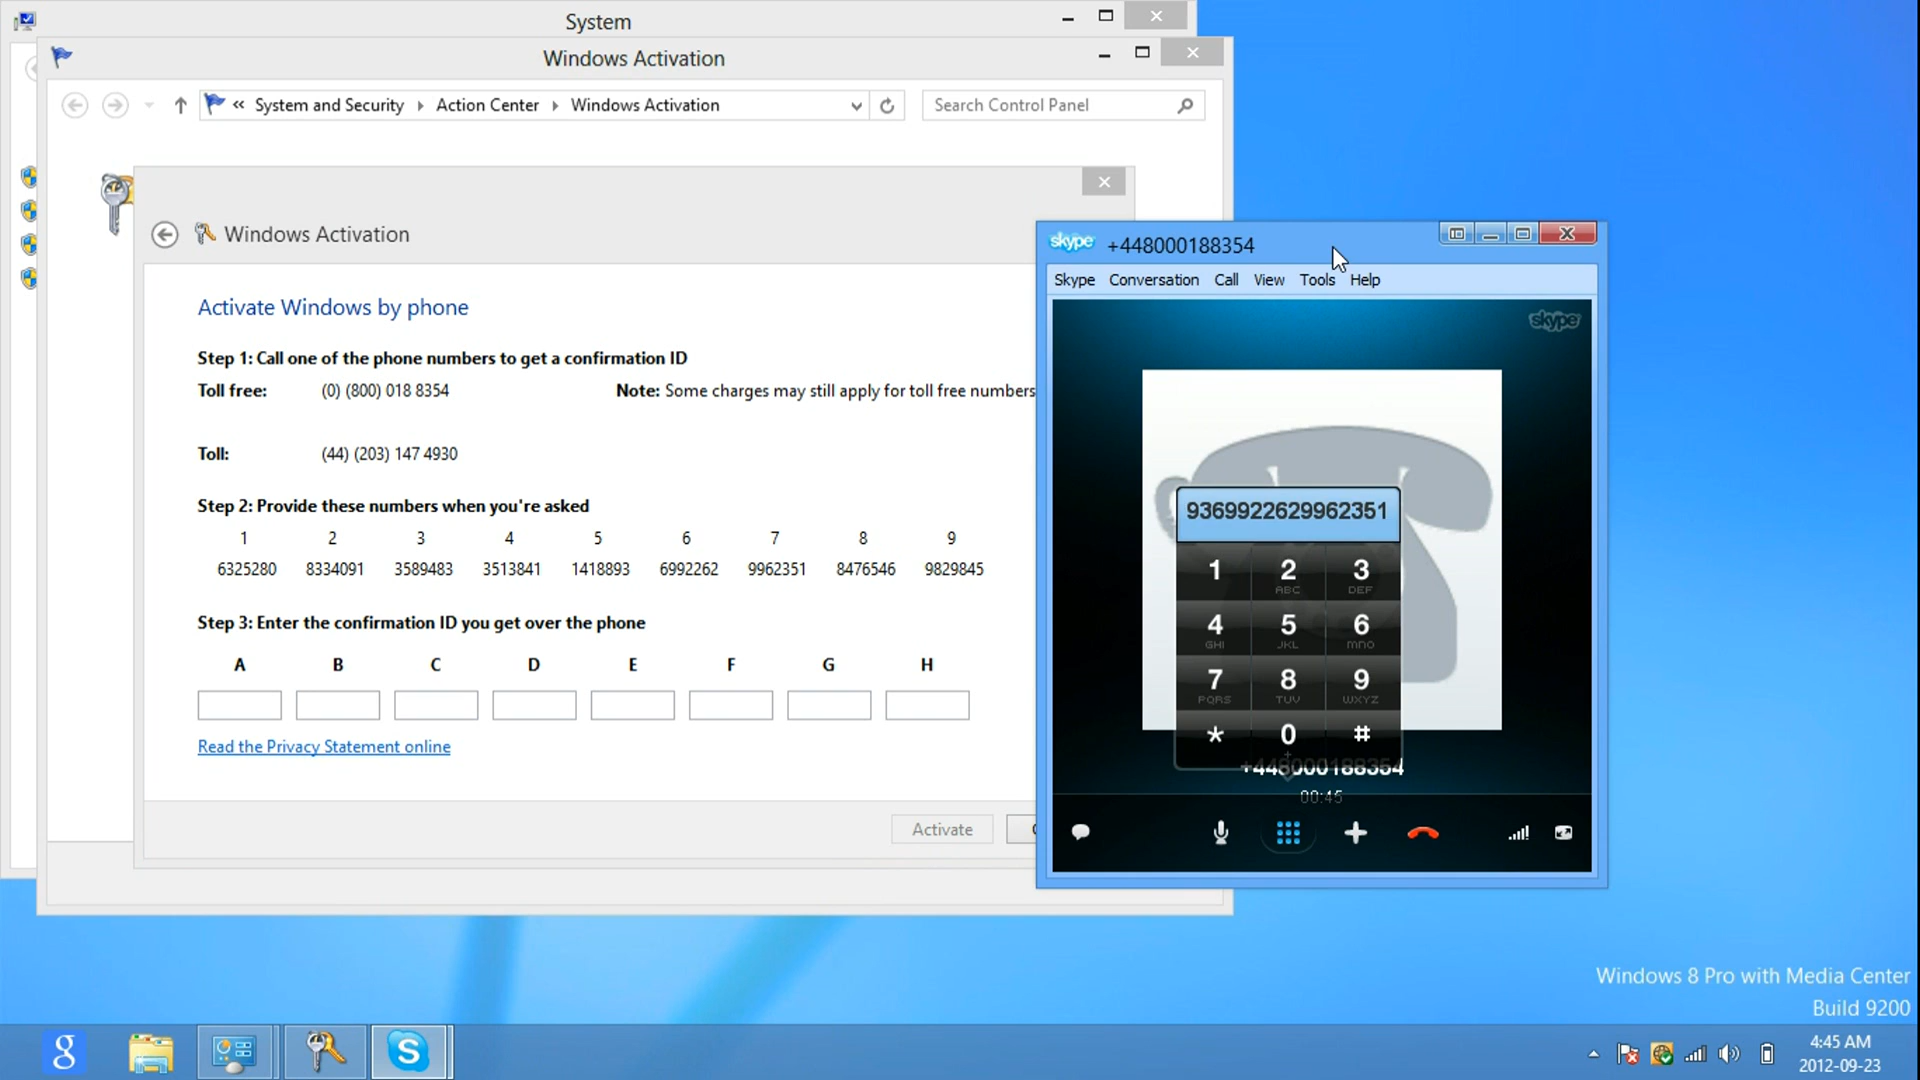 System
Windows Activation
« System and Security Action Center Windows Activation
Search Control Panel
Windows Activation
Activate Windows by phone
Step 1: Call one of the phone numbers to get a confirmation ID
Toll free: (0) (800) 018 8354 Note: Some charges may still apply for toll free numbers
Toll: (44) (203) 147 4930
Step 2: Provide these numbers when you're asked
1 2 3 4 5 6 7 8 9
6325280 8334091 3589483 3513841 1418893 6992262 9962351 8476546 9829845
Step 3: Enter the confirmation ID you get over the phone
A B C D E F G H
Read the Privacy Statement online
Activate
skype +448000188354
Skype Conversation Call View Tools Help
skype
9369922629962351
1 2 3
ABC DEF
4 5 6
GHI JKL MNO
7 8 9
PQRS TUV WXYZ
* 0 #
+
+448000188354
00:45
Windows 8 Pro with Media Center
Build 9200
g
S
4:45 AM
2012-09-23